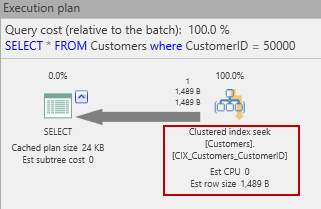 Execution plan
Query cost (relative to the batch):  100.0 %
SELECT * FROM Customers where CustomerID = 50000
0.0%
1
1,489 B
1,489 B
100.0%
SELECT
Cached plan size  24 KB
Est subtree cost  0
Clustered index seek
[Customers].
[CIX_Customers_CustomerID]
Est CPU  0
Est row size  1,489 B